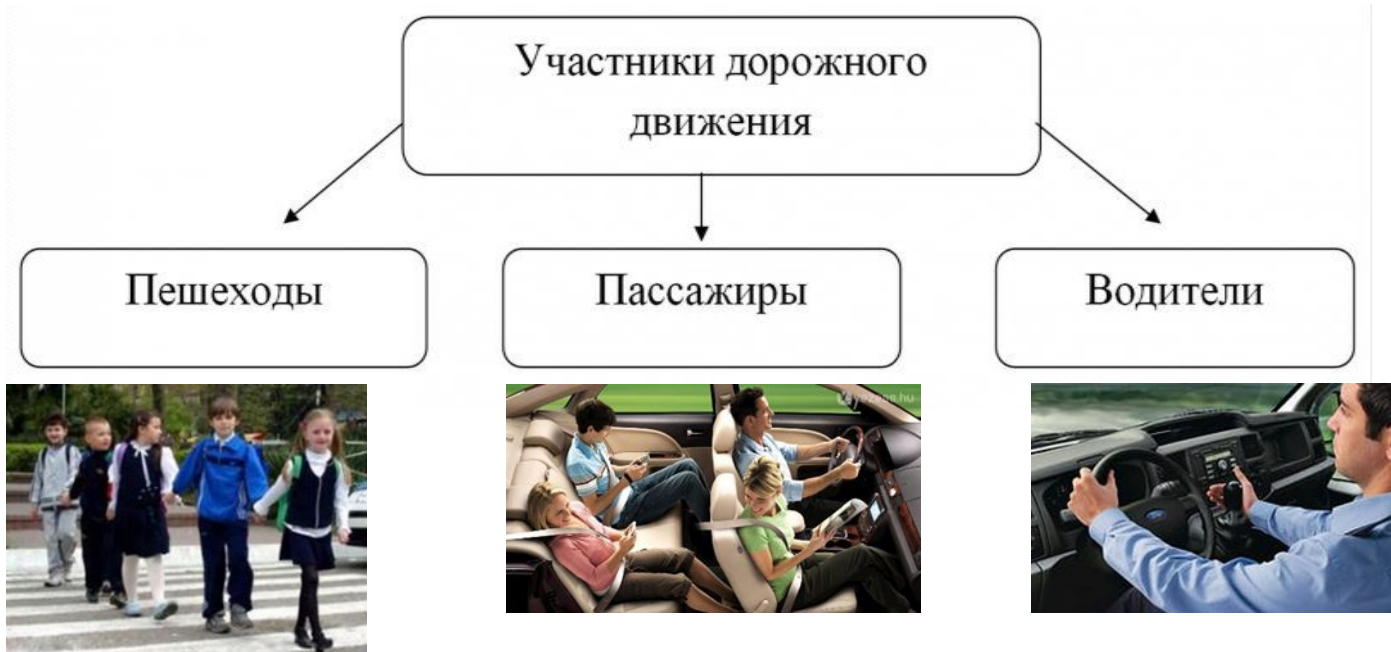 Участники дорожного
движения
Пешеходы
Пассажиры
Водители